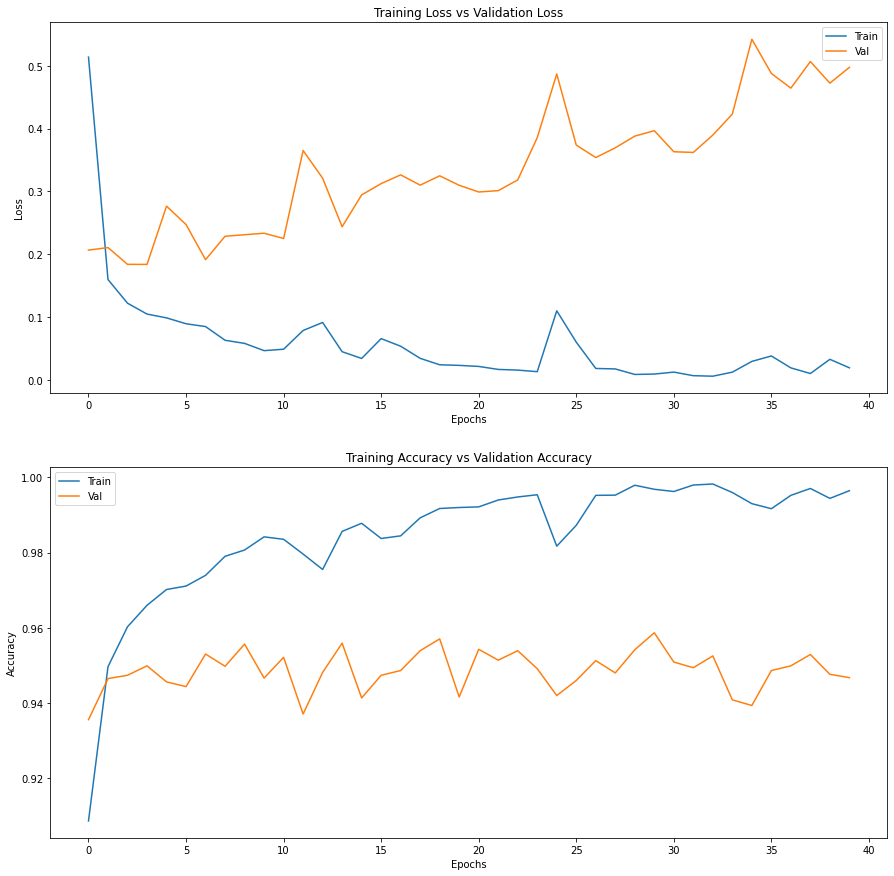 Training Loss vs Validation Loss
Train
Val
Loss
0.5
0.4
0.3
0.2
0.1
0.0
0 5 10 15 20 25 30 35 40
Epochs
Training Accuracy vs Validation Accuracy
Train
Val
Accuracy
1.00
0.98
0.96
0.94
0.92
0 5 10 15 20 25 30 35 40
Epochs